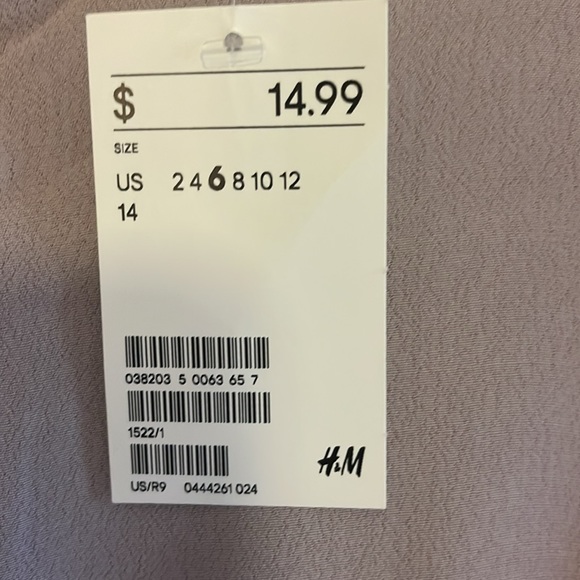 $ 14.99
SIZE
US 2 4 6 8 10 12
14
038203 5 0063 65 7
1522/1
H&M
US/R9 0444261 024